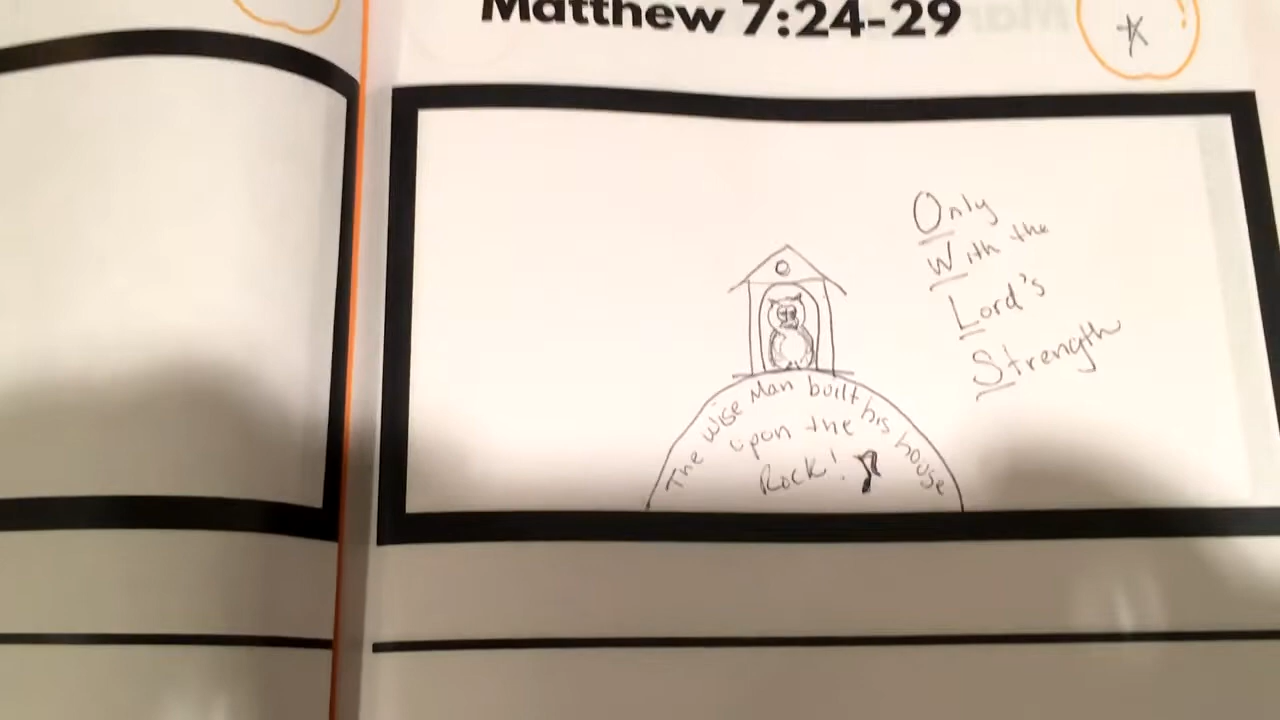 Matthew 7:24-29
Only
With the
Lord's
Strength
The wise Man built his house
upon the
Rock!